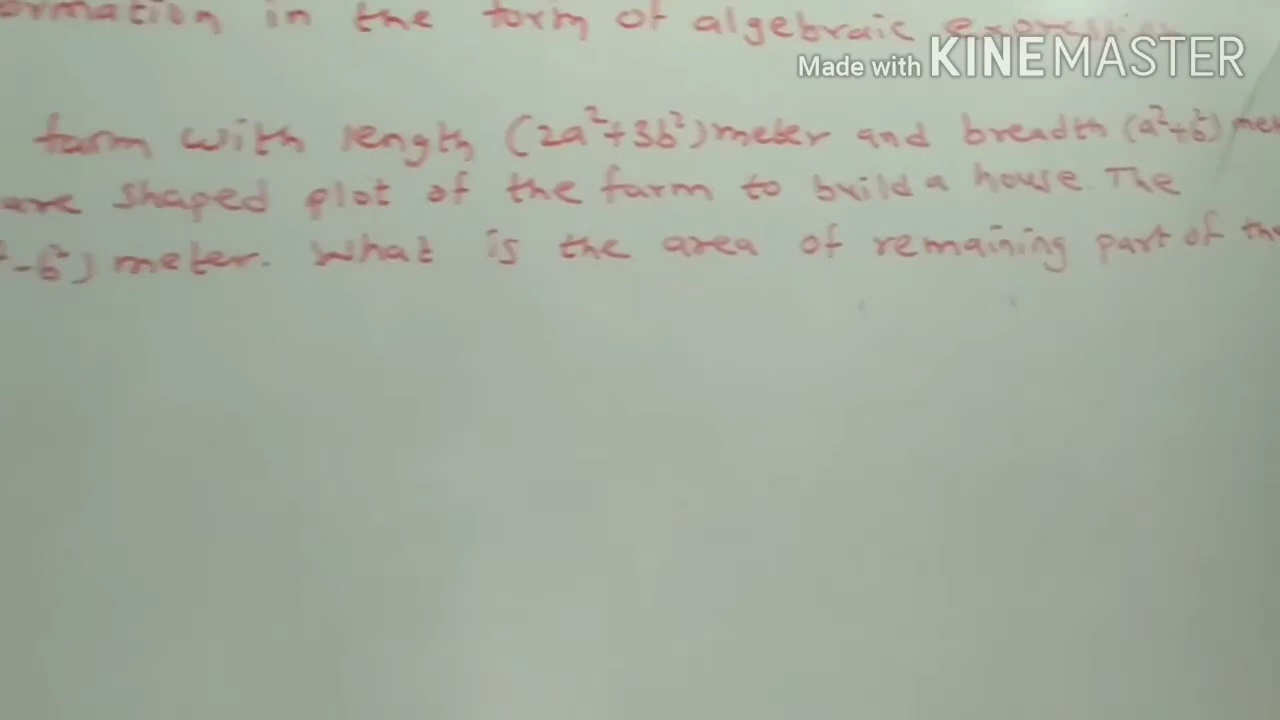 in the form of algebraic expression
Made with KINEMASTER
farm with length (2a²+3b²) meter and breadth (a²+b²)
shaped plot of the farm to build a house. The
-b²) meter. What is the area of remaining part of the